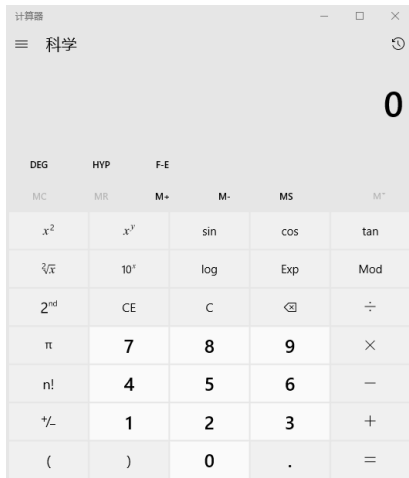 计算器
科学
0
DEG HYP F-E
MC MR M+ M- MS M˅
x² xʸ sin cos tan
²√x 10ˣ log Exp Mod
2ⁿᵈ CE C ÷
π 7 8 9 ×
n! 4 5 6 −
⁺/₋ 1 2 3 +
( ) 0 . =